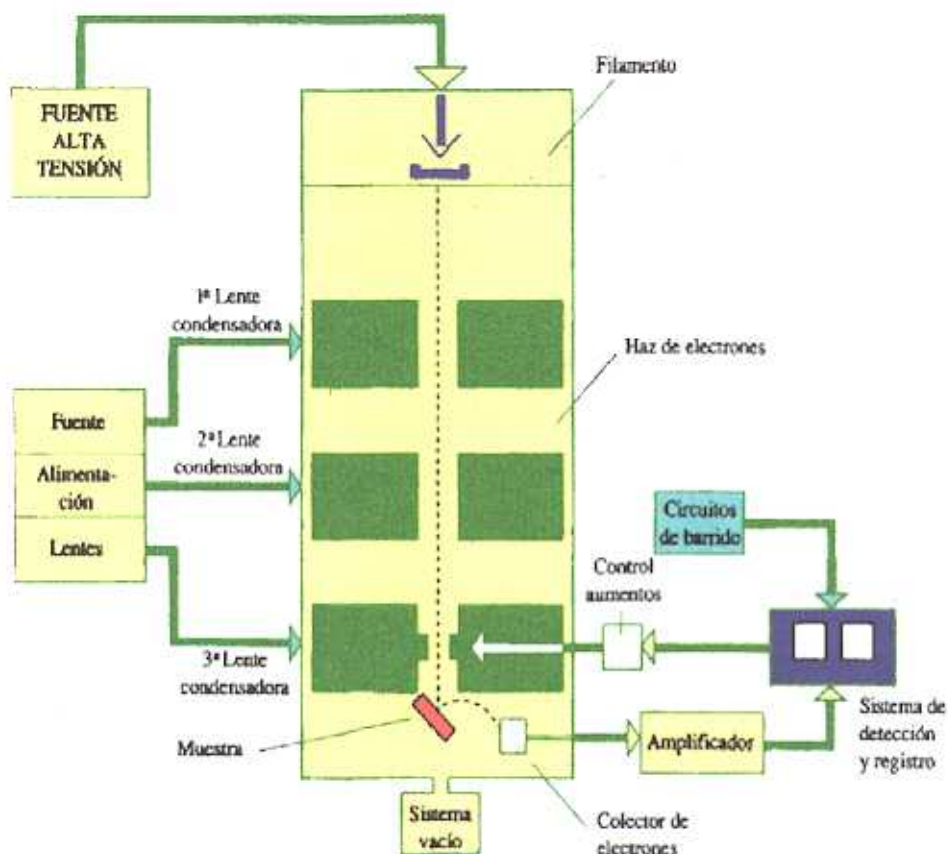 Filamento
FUENTE
ALTA
TENSIÓN
1ª Lente
condensadora
Haz de electrones
Fuente
2ª Lente
condensadora
Alimenta-
ción
Lentes
Circuitos
de barrido
Control
aumentos
3ª Lente
condensadora
Muestra
Amplificador
Sistema de
detección
y registro
Sistema
vacío
Colector de
electrones